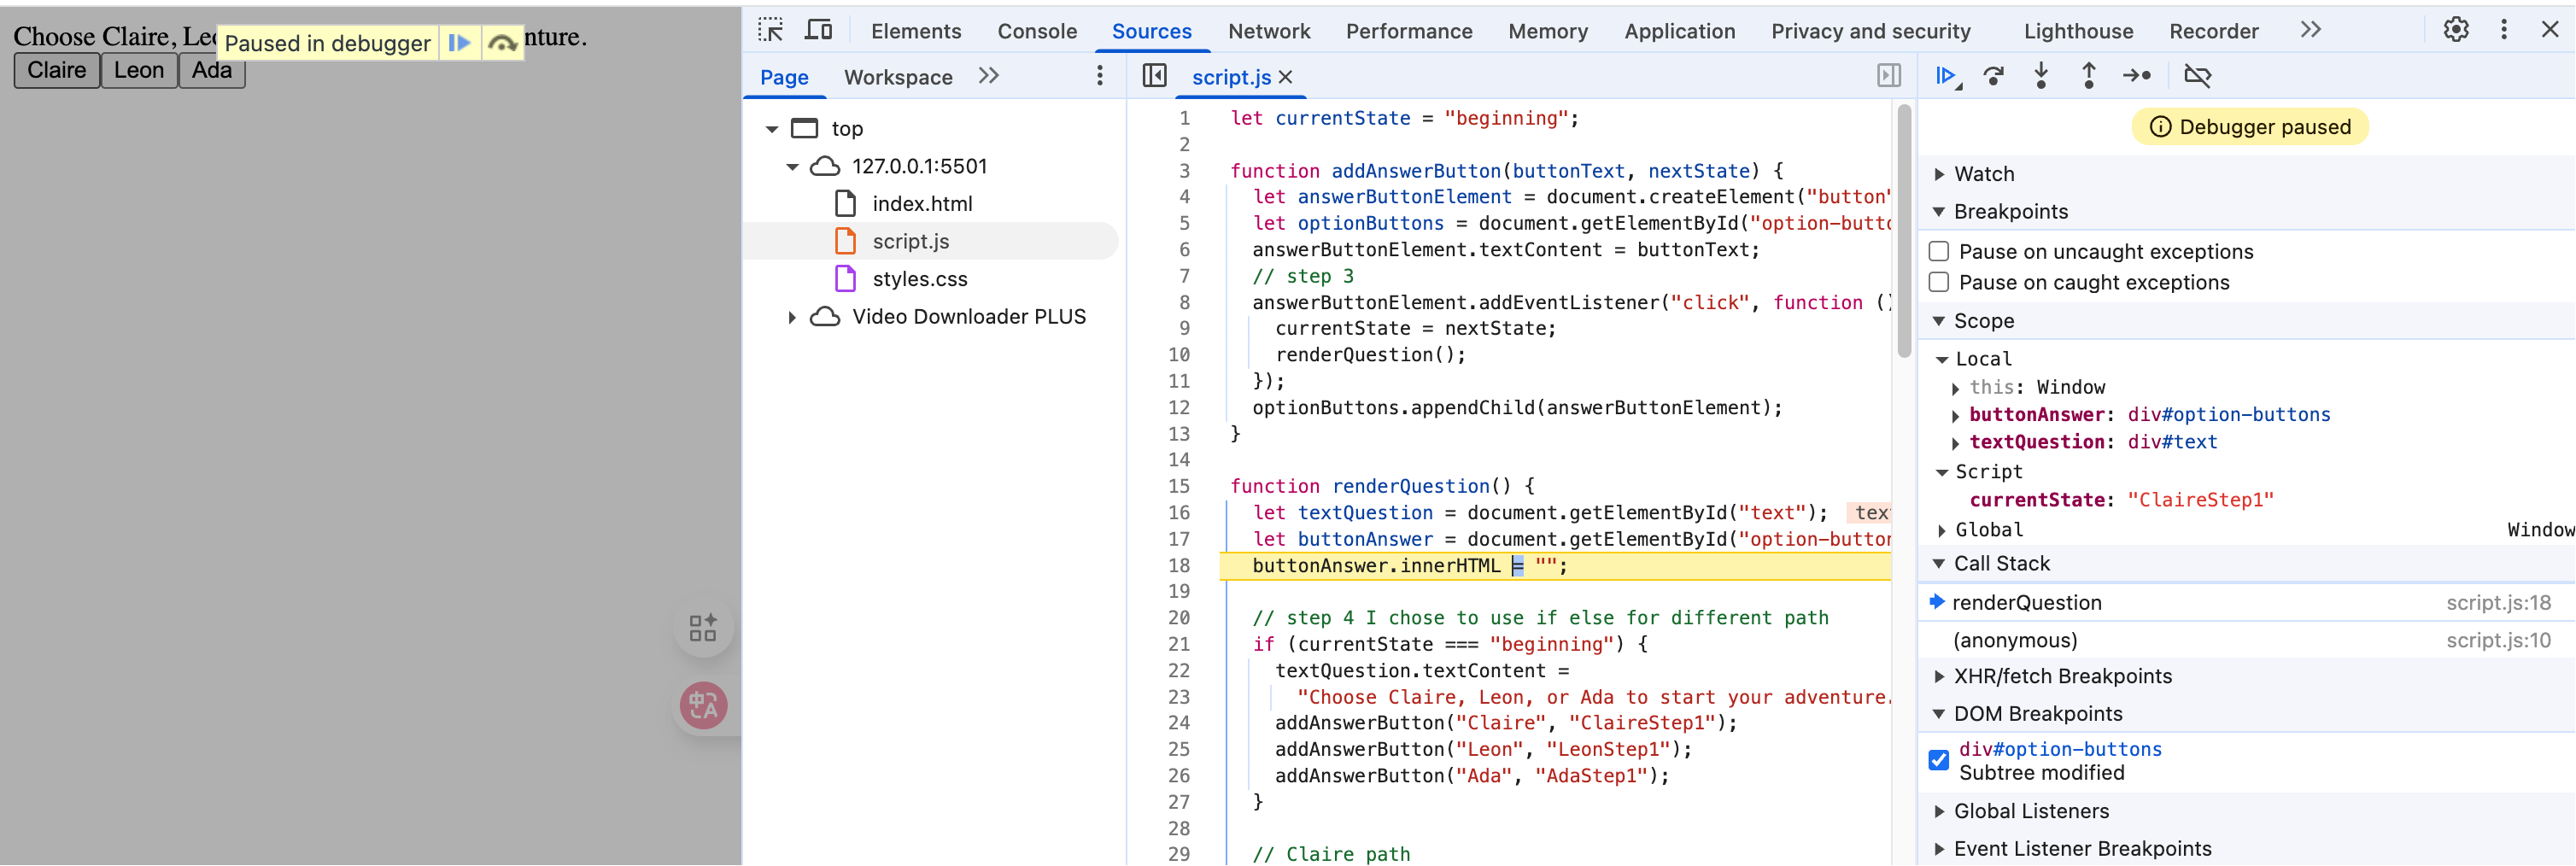 Choose Claire, Leo
nture.
Paused in debugger
Claire Leon Ada
Elements Console Sources Network Performance Memory Application Privacy and security Lighthouse Recorder
Page Workspace
top
127.0.0.1:5501
index.html
script.js
styles.css
Video Downloader PLUS
script.js
1 let currentState = "beginning";
2
3 function addAnswerButton(buttonText, nextState) {
4 let answerButtonElement = document.createElement("button"
5 let optionButtons = document.getElementById("option-butto
6 answerButtonElement.textContent = buttonText;
7 // step 3
8 answerButtonElement.addEventListener("click", function ()
9 currentState = nextState;
10 renderQuestion();
11 });
12 optionButtons.appendChild(answerButtonElement);
13 }
14
15 function renderQuestion() {
16 let textQuestion = document.getElementById("text"); tex
17 let buttonAnswer = document.getElementById("option-button
18 buttonAnswer.innerHTML = "";
19
20 // step 4 I chose to use if else for different path
21 if (currentState === "beginning") {
22 textQuestion.textContent =
23 "Choose Claire, Leon, or Ada to start your adventure.
24 addAnswerButton("Claire", "ClaireStep1");
25 addAnswerButton("Leon", "LeonStep1");
26 addAnswerButton("Ada", "AdaStep1");
27 }
28
29 // Claire path
Debugger paused
Watch
Breakpoints
Pause on uncaught exceptions
Pause on caught exceptions
Scope
Local
this: Window
buttonAnswer: div#option-buttons
textQuestion: div#text
Script
currentState: "ClaireStep1"
Global Window
Call Stack
renderQuestion script.js:18
(anonymous) script.js:10
XHR/fetch Breakpoints
DOM Breakpoints
div#option-buttons
Subtree modified
Global Listeners
Event Listener Breakpoints
中A